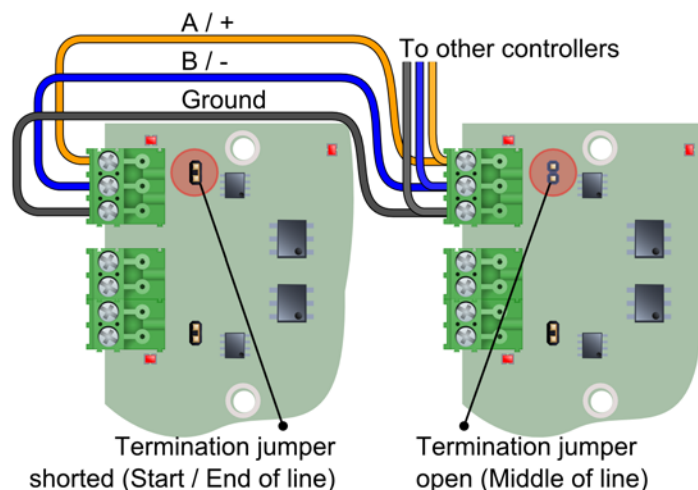 A / +
B / -
Ground
To other controllers
Termination jumper
shorted (Start / End of line)
Termination jumper
open (Middle of line)